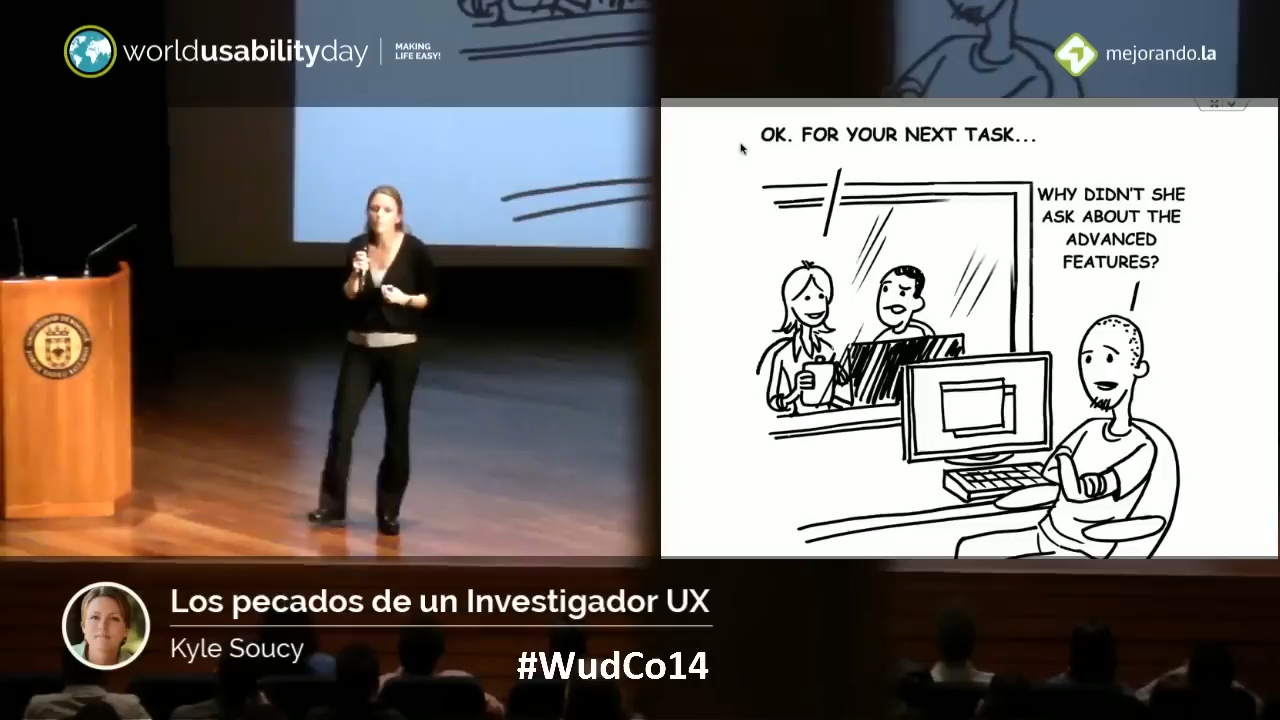 worldusabilityday
MAKING
LIFE EASY!
mejorando.la
OK. FOR YOUR NEXT TASK...
WHY DIDN'T SHE
ASK ABOUT THE
ADVANCED
FEATURES?
Los pecados de un Investigador UX
Kyle Soucy
#WudCo14